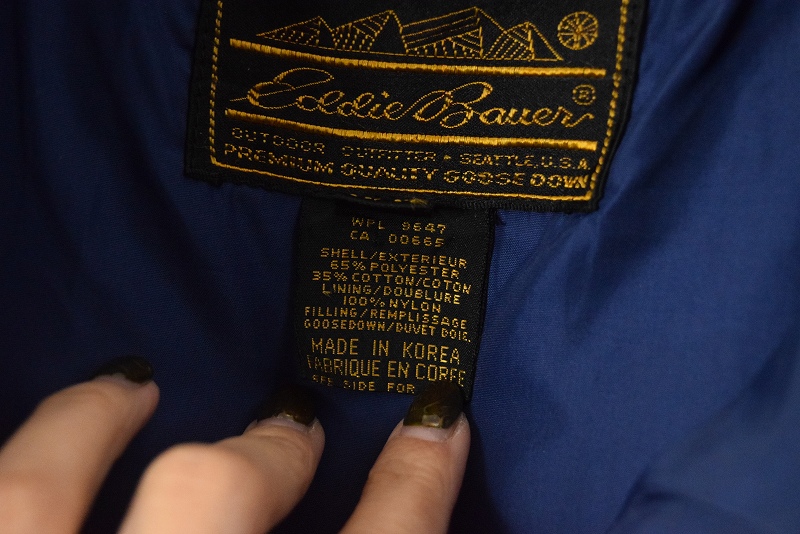 Eddie Bauer®
OUTDOOR OUTFITTER • SEATTLE, U.S.A
PREMIUM QUALITY GOOSE DOWN
WPL 9647
CA 00665
SHELL/EXTERIEUR
65% POLYESTER
35% COTTON/COTON
LINING/DOUBLURE
100% NYLON
FILLING/REMPLISSAGE
GOOSEDOWN/DUVET DOIE.
MADE IN KOREA
FABRIQUE EN COREE
SEE SIDE FOR